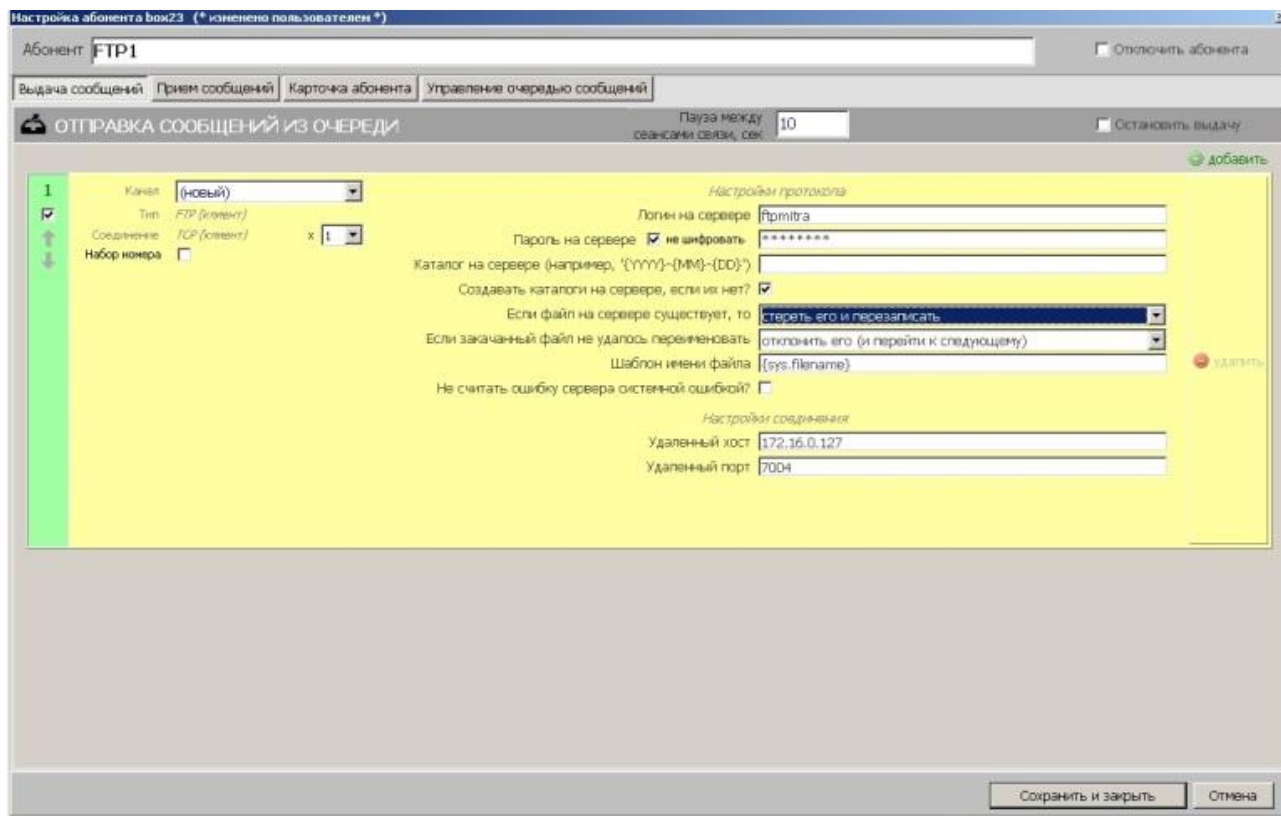 Настройка абонента box23 (* изменено пользователем *)
Абонент FTP1 Отключить абонента
Выдача сообщений Прием сообщений Карточка абонента Управление очередью сообщений
ОТПРАВКА СООБЩЕНИЙ ИЗ ОЧЕРЕДИ Пауза между сеансами связи, сек 10 Остановить выдачу
добавить
1 Канал (новый) Настройки протокола
Тип FTP (клиент) Логин на сервере ftpmitra
Соединение TCP (клиент) x 1 Пароль на сервере не шифровать ********
Набор номера Каталог на сервере (например, '{YYYY}-{MM}-{DD}')
Создавать каталоги на сервере, если их нет?
Если файл на сервере существует, то стереть его и перезаписать
Если закачанный файл не удалось переименовать отклонить его (и перейти к следующему)
Шаблон имени файла {sys.filename} удалить
Не считать ошибку сервера системной ошибкой?
Настройки соединения
Удаленный хост 172.16.0.127
Удаленный порт 7004
Сохранить и закрыть Отмена